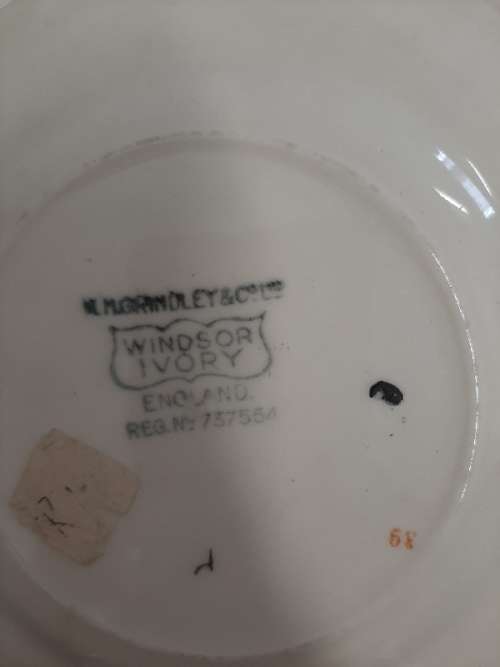 W.H.GRINDLEY & Co LTD
WINDSOR
IVORY
ENGLAND.
REG.No 737554